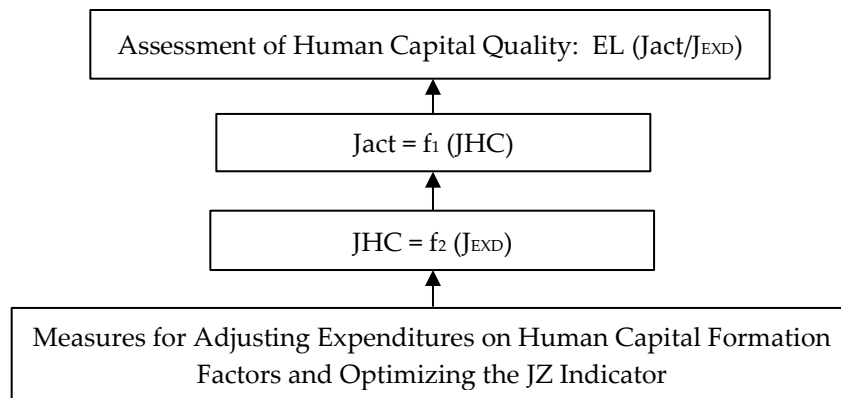 Assessment of Human Capital Quality: EL (Jact/JEXD)
Jact = f₁ (JHC)
JHC = f₂ (JEXD)
Measures for Adjusting Expenditures on Human Capital Formation
Factors and Optimizing the JZ Indicator